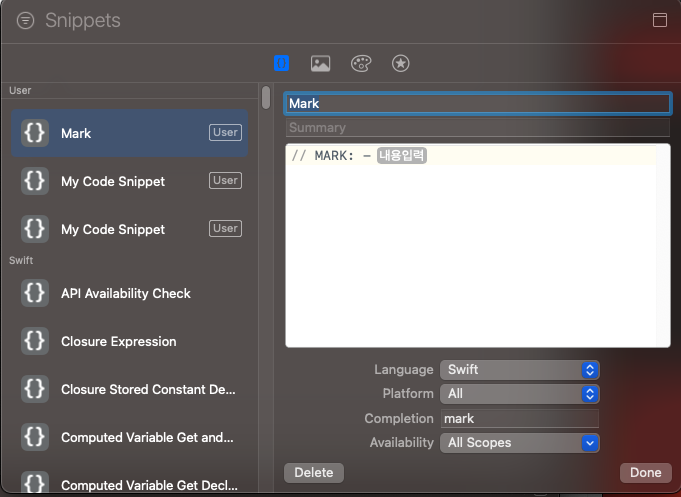 Snippets
User
Mark
User
My Code Snippet
User
My Code Snippet
User
Swift
API Availability Check
Closure Expression
Closure Stored Constant De...
Computed Variable Get and...
Computed Variable Get Decl...
Mark
Summary
// MARK: - 내용입력
Language Swift
Platform All
Completion mark
Availability All Scopes
Delete
Done